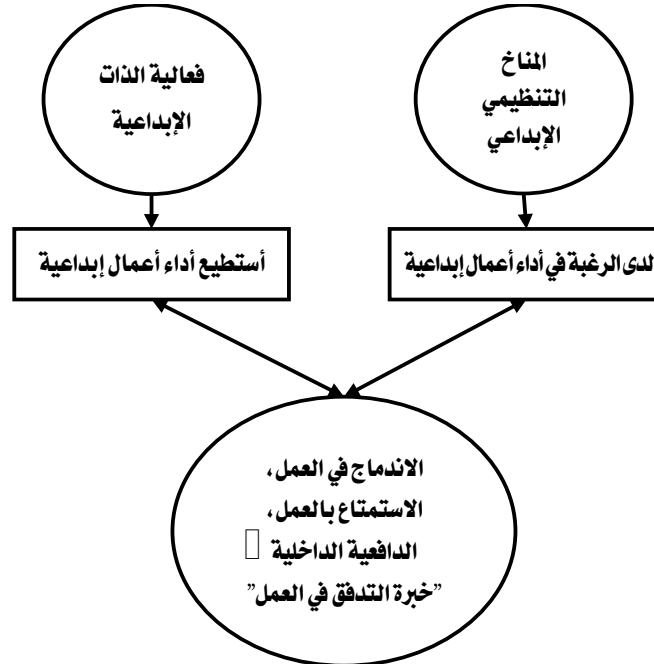 المناخ
التنظيمي
الإبداعي
فعالية الذات
الإبداعية
لدى الرغبة في أداء أعمال إبداعية
أستطيع أداء أعمال إبداعية
الاندماج في العمل،
الاستمتاع بالعمل،
الدافعية الداخلية
”خبرة التدفق في العمل”